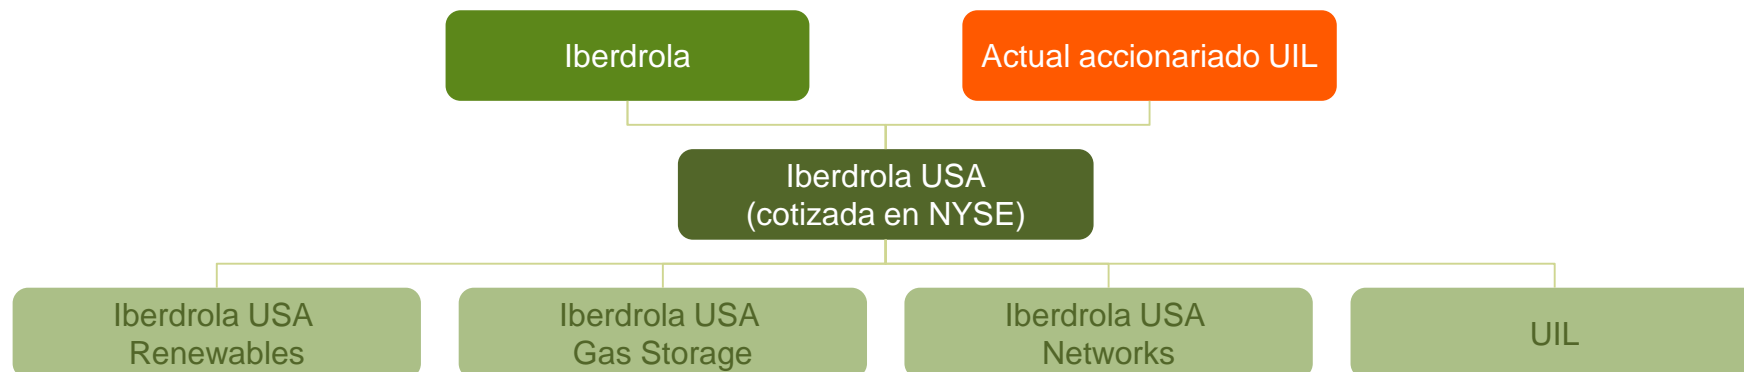 Iberdrola
Actual accionariado UIL
Iberdrola USA
(cotizada en NYSE)
Iberdrola USA
Renewables
Iberdrola USA
Gas Storage
Iberdrola USA
Networks
UIL